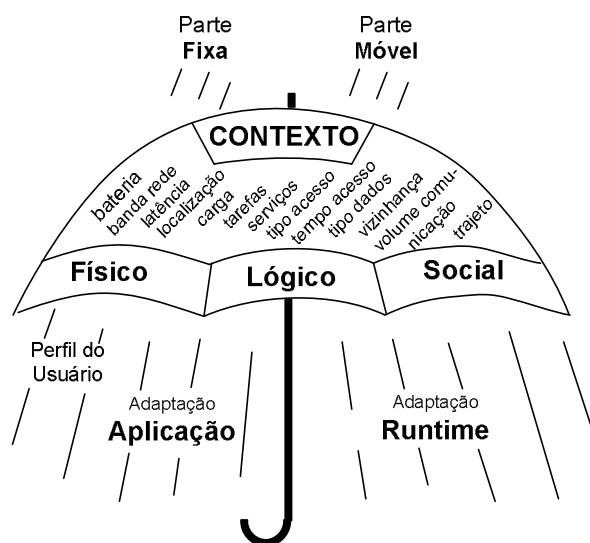 Parte
Fixa
Parte
Móvel
CONTEXTO
bateria
banda rede
latência
localização
carga
tarefas
serviços
tipo acesso
tempo acesso
tipo dados
vizinhança
volume comu-
nicação
trajeto
Físico
Lógico
Social
Perfil do
Usuário
Adaptação
Aplicação
Adaptação
Runtime